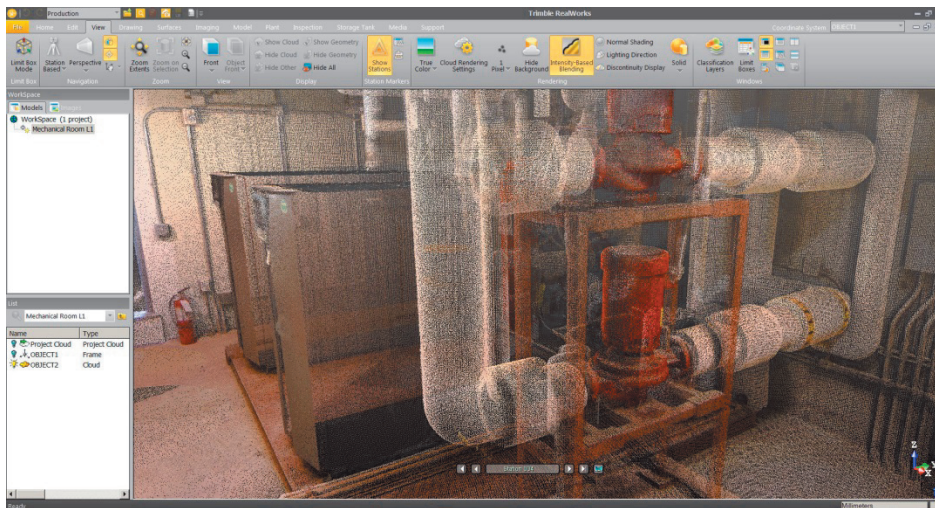 Production
Trimble RealWorks
File Home Edit View Drawing Surfaces Imaging Model Plant Inspection Storage Tank Media Support
Coordinate System OBJECT1
Limit Box Mode
Station Based
Perspective
Zoom Extents
Zoom on Selection
Front
Object Front
Show Cloud Show Geometry
Hide Cloud Hide Geometry
Hide Other Hide All
Show Stations
True Color
Cloud Rendering Settings
1 Pixel
Hide Background
Intensity-Based Blending
Normal Shading
Lighting Direction
Discontinuity Display
Solid
Classification Layers
Limit Boxes
Limit Box Navigation Zoom View Display Station Markers Rendering Windows
WorkSpace
Models
WorkSpace (1 project)
Mechanical Room L1
List
Mechanical Room L1
Name Type
Project Cloud Project Cloud
OBJECT1 Frame
OBJECT2 Cloud
Z
Y
X
Ready
Millimeters